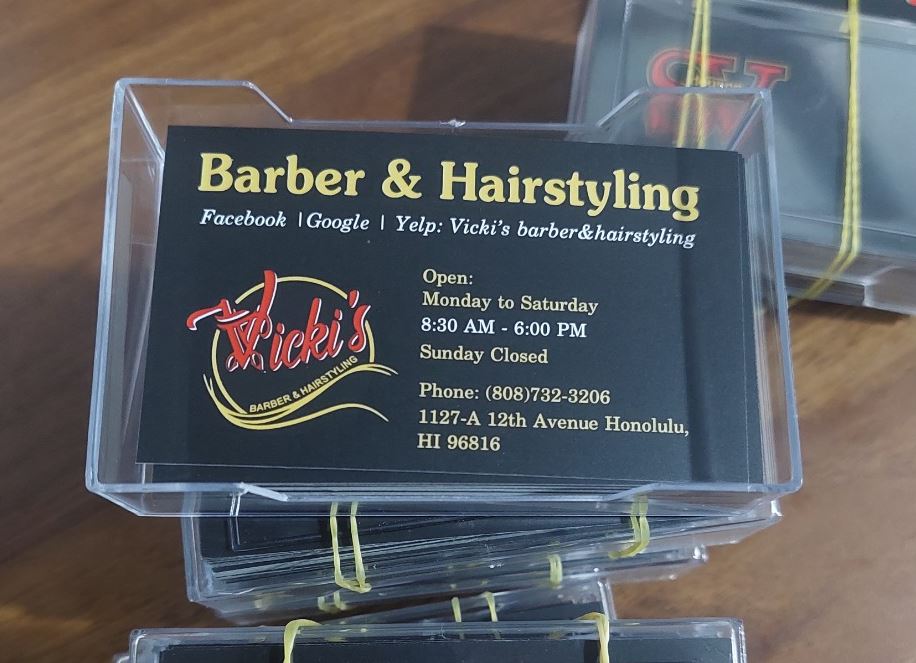 Barber & Hairstyling
Facebook | Google | Yelp: Vicki's barber&hairstyling
Vicki's
BARBER & HAIRSTYLING
Open:
Monday to Saturday
8:30 AM - 6:00 PM
Sunday Closed
Phone: (808)732-3206
1127-A 12th Avenue Honolulu,
HI 96816